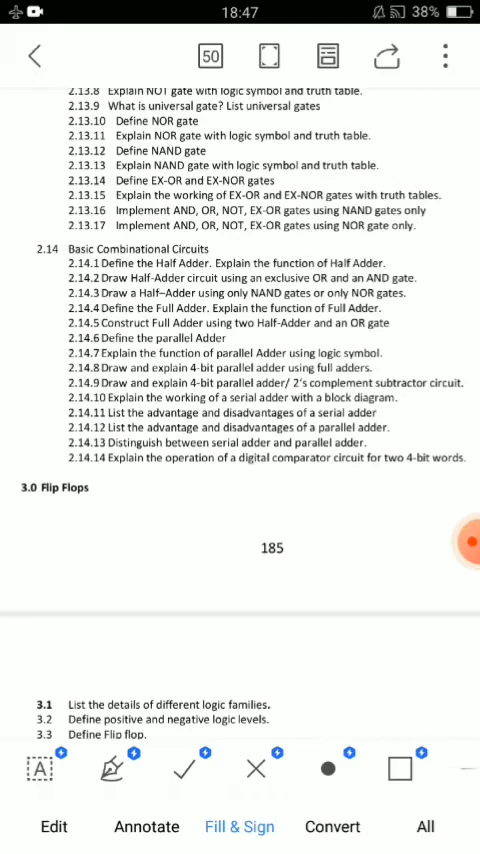 18:47
38%
50
2.13.8 Explain NOT gate with logic symbol and truth table.
2.13.9 What is universal gate? List universal gates
2.13.10 Define NOR gate
2.13.11 Explain NOR gate with logic symbol and truth table.
2.13.12 Define NAND gate
2.13.13 Explain NAND gate with logic symbol and truth table.
2.13.14 Define EX-OR and EX-NOR gates
2.13.15 Explain the working of EX-OR and EX-NOR gates with truth tables.
2.13.16 Implement AND, OR, NOT, EX-OR gates using NAND gates only
2.13.17 Implement AND, OR, NOT, EX-OR gates using NOR gate only.
2.14 Basic Combinational Circuits
2.14.1 Define the Half Adder. Explain the function of Half Adder.
2.14.2 Draw Half-Adder circuit using an exclusive OR and an AND gate.
2.14.3 Draw a Half–Adder using only NAND gates or only NOR gates.
2.14.4 Define the Full Adder. Explain the function of Full Adder.
2.14.5 Construct Full Adder using two Half-Adder and an OR gate
2.14.6 Define the parallel Adder
2.14.7 Explain the function of parallel Adder using logic symbol.
2.14.8 Draw and explain 4-bit parallel adder using full adders.
2.14.9 Draw and explain 4-bit parallel adder/ 2's complement subtractor circuit.
2.14.10 Explain the working of a serial adder with a block diagram.
2.14.11 List the advantage and disadvantages of a serial adder
2.14.12 List the advantage and disadvantages of a parallel adder.
2.14.13 Distinguish between serial adder and parallel adder.
2.14.14 Explain the operation of a digital comparator circuit for two 4-bit words.
3.0 Flip Flops
185
3.1 List the details of different logic families.
3.2 Define positive and negative logic levels.
3.3 Define Flip flop.
A
Edit Annotate Fill & Sign Convert All